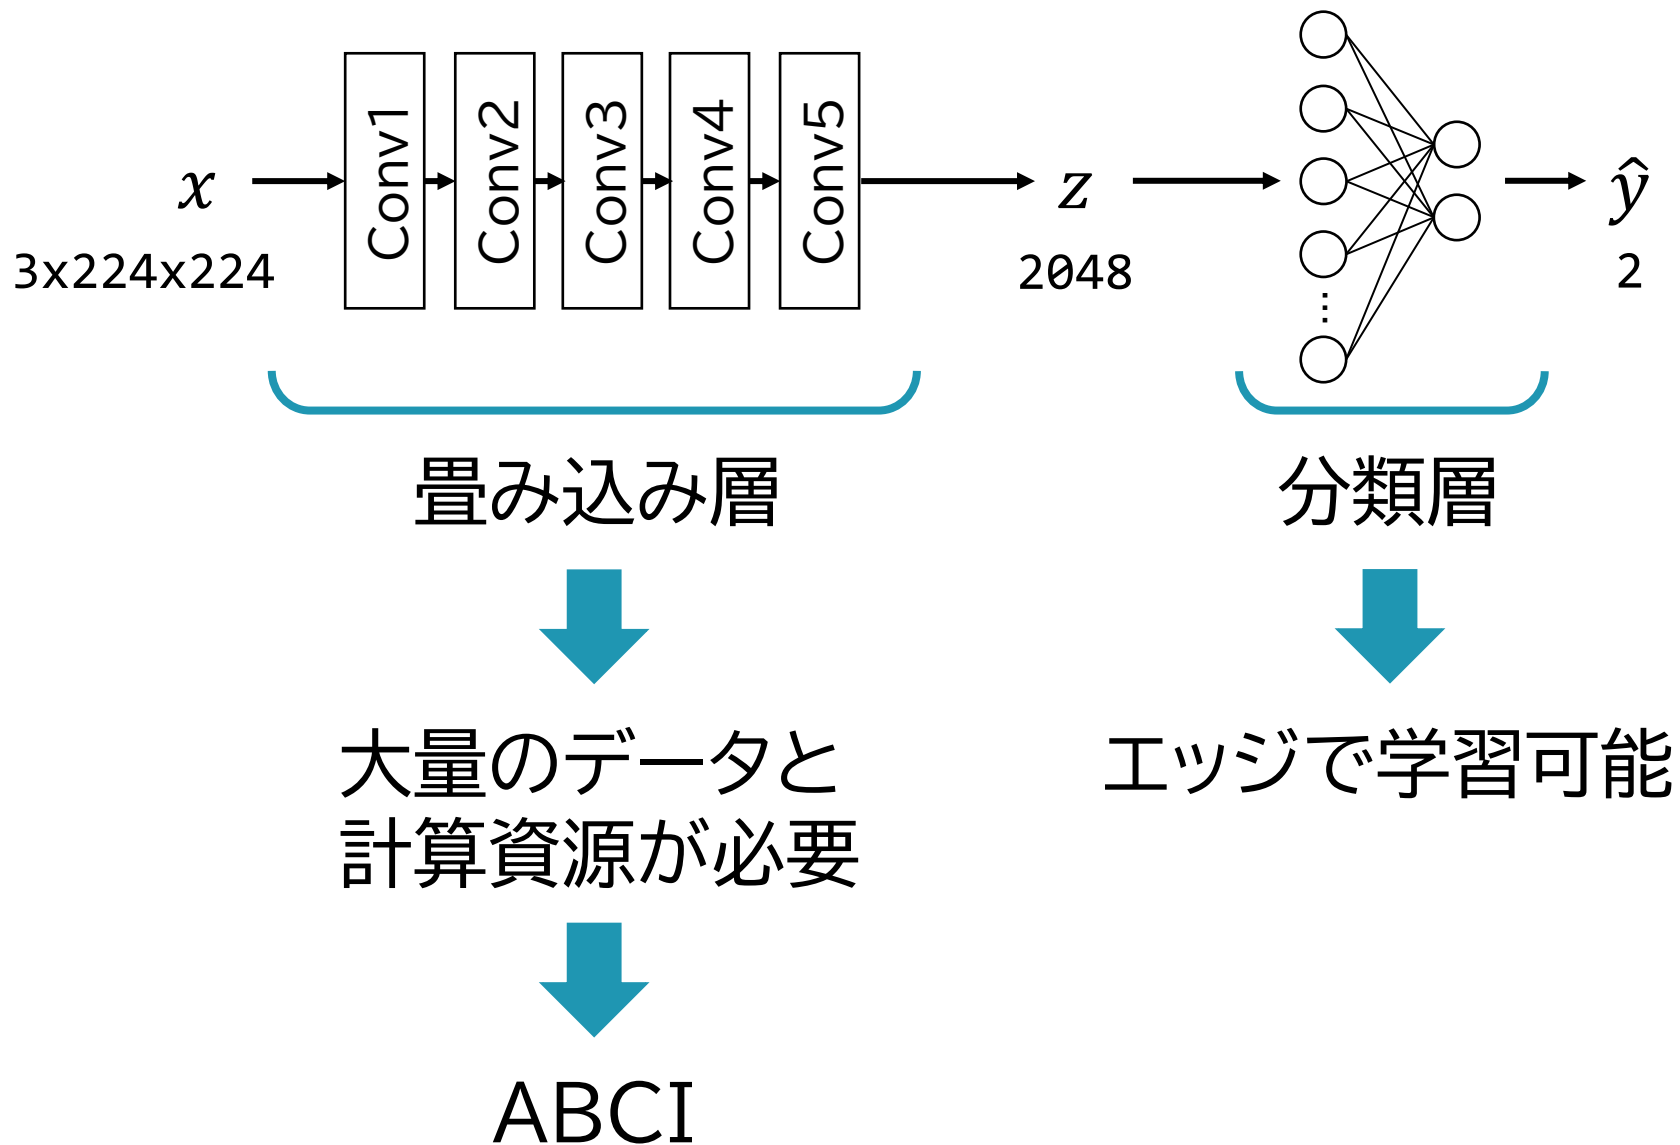 Conv1
Conv2
Conv3
Conv4
Conv5
x
z
ŷ
3x224x224
2048
2
畳み込み層
分類層
大量のデータと
計算資源が必要
エッジで学習可能
ABCI